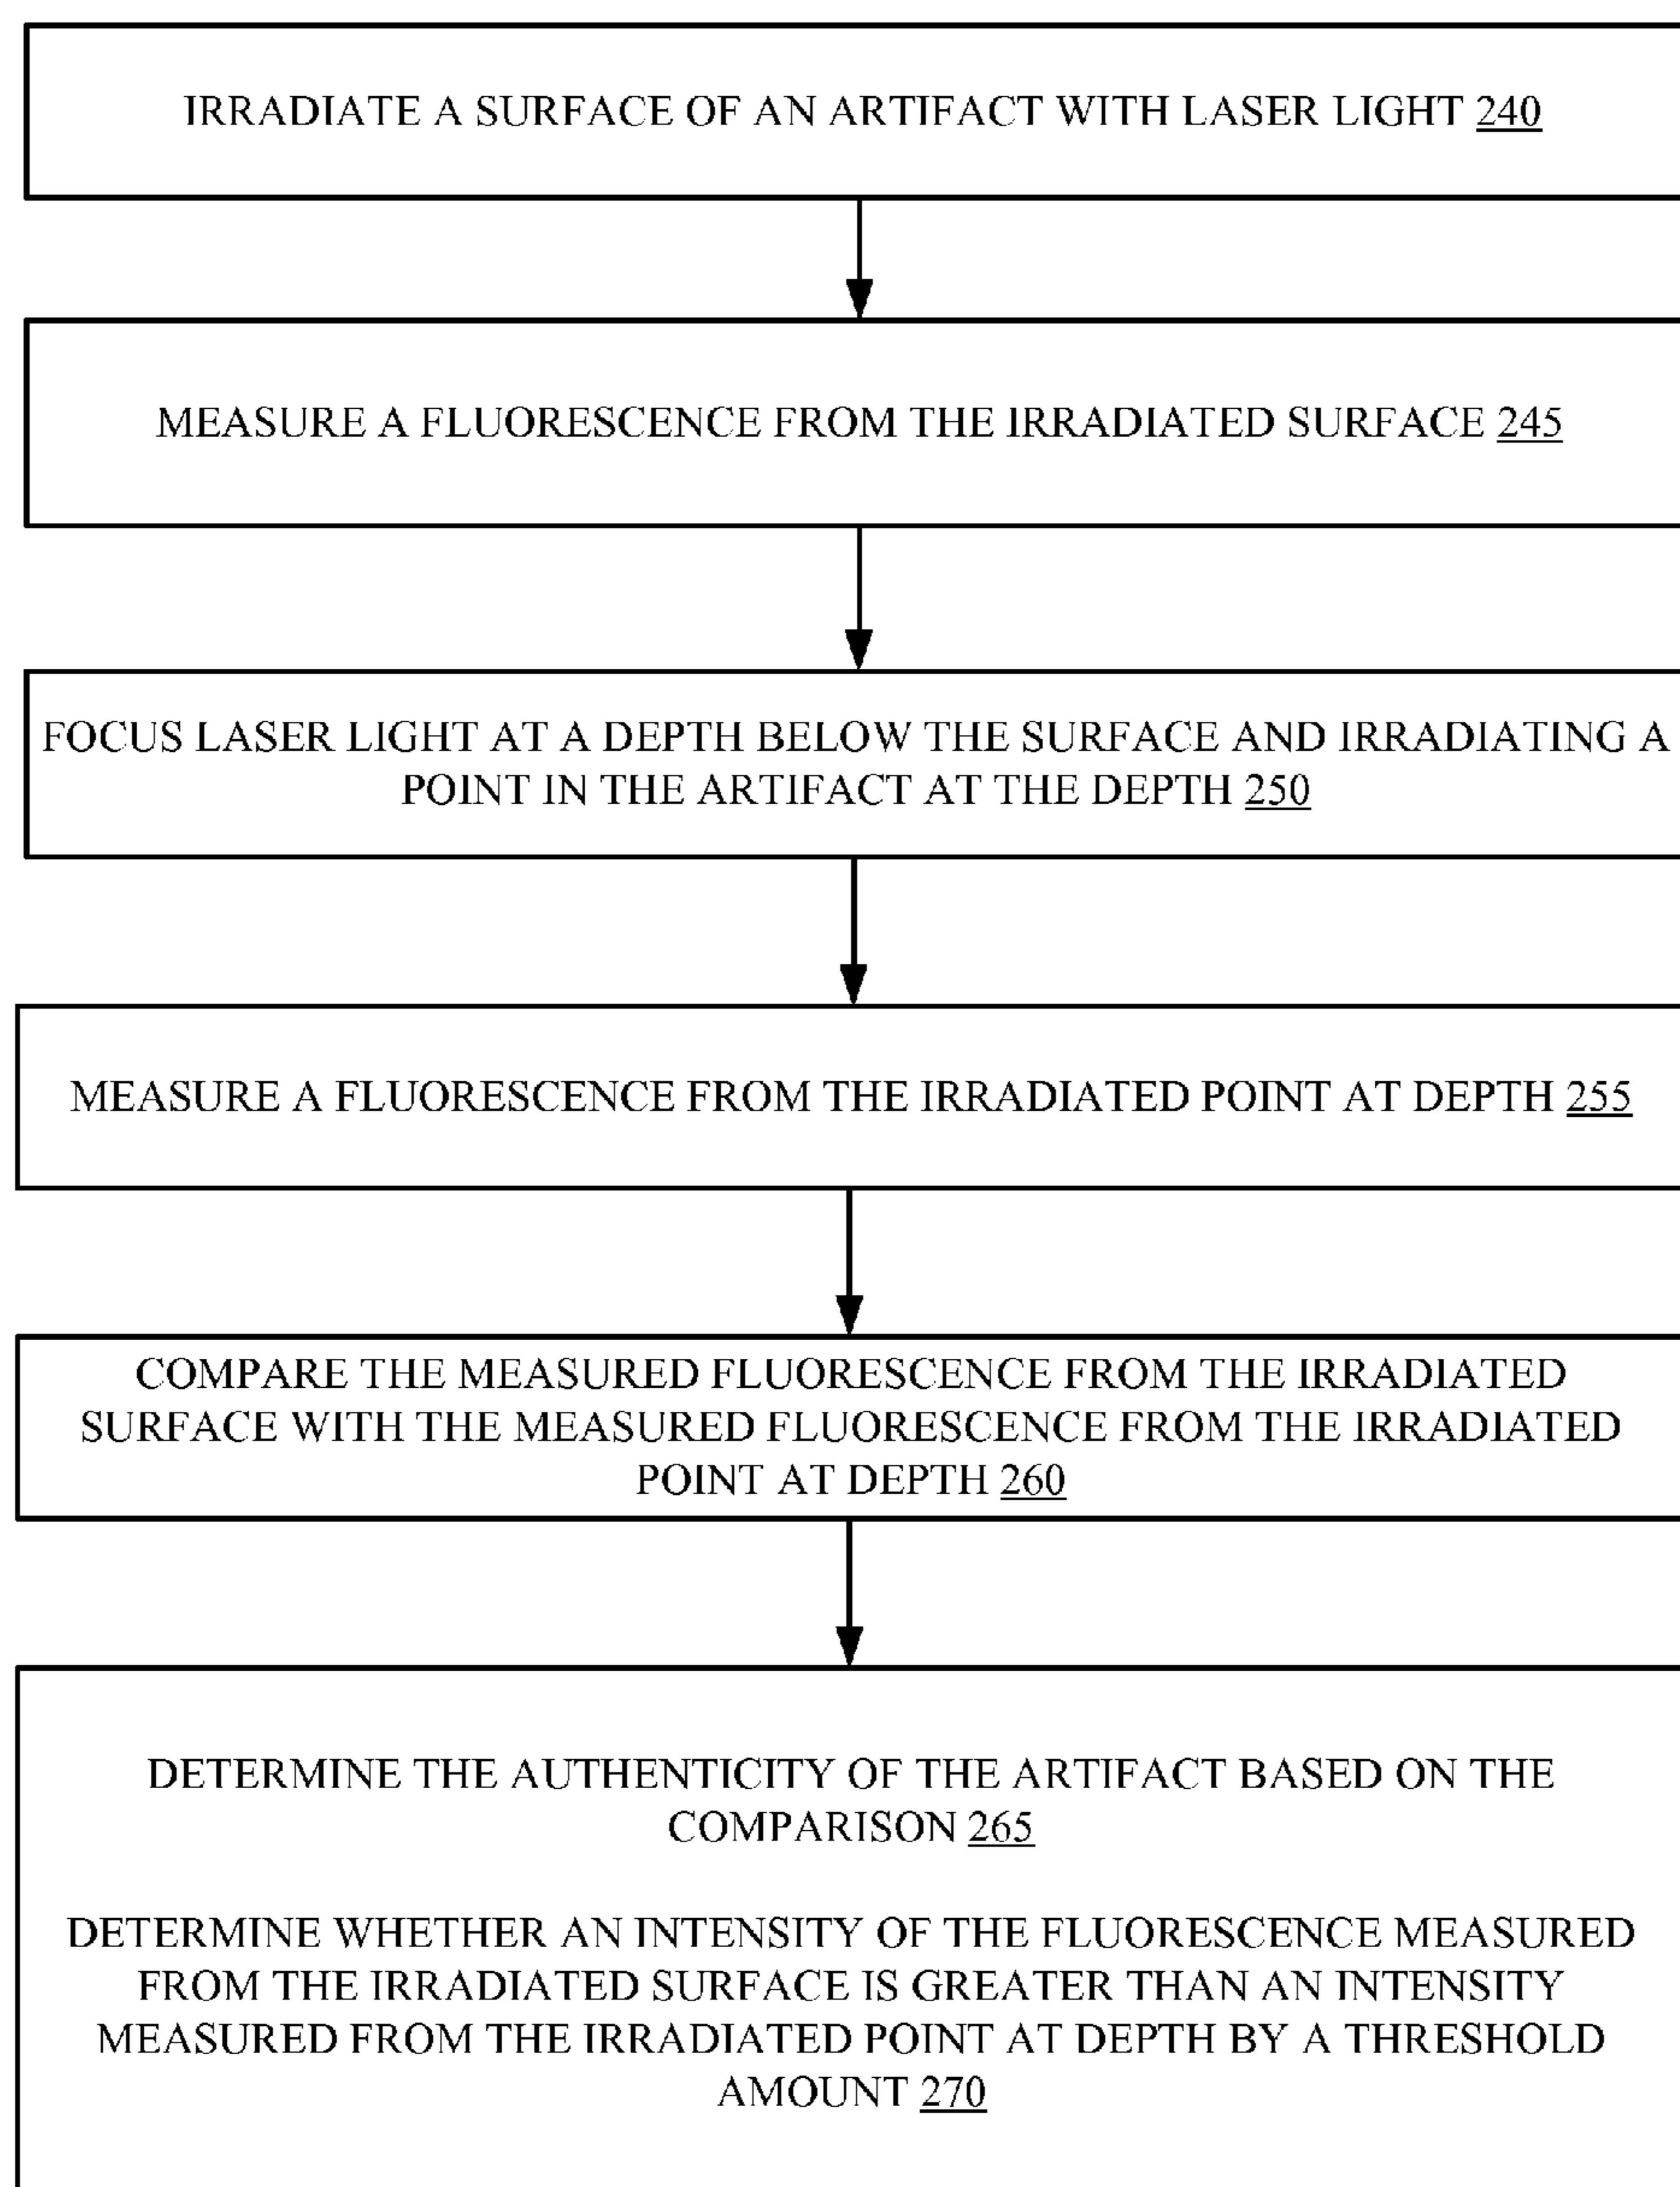 IRRADIATE A SURFACE OF AN ARTIFACT WITH LASER LIGHT 240
MEASURE A FLUORESCENCE FROM THE IRRADIATED SURFACE 245
FOCUS LASER LIGHT AT A DEPTH BELOW THE SURFACE AND IRRADIATING A
POINT IN THE ARTIFACT AT THE DEPTH 250
MEASURE A FLUORESCENCE FROM THE IRRADIATED POINT AT DEPTH 255
COMPARE THE MEASURED FLUORESCENCE FROM THE IRRADIATED
SURFACE WITH THE MEASURED FLUORESCENCE FROM THE IRRADIATED
POINT AT DEPTH 260
DETERMINE THE AUTHENTICITY OF THE ARTIFACT BASED ON THE
COMPARISON 265
DETERMINE WHETHER AN INTENSITY OF THE FLUORESCENCE MEASURED
FROM THE IRRADIATED SURFACE IS GREATER THAN AN INTENSITY
MEASURED FROM THE IRRADIATED POINT AT DEPTH BY A THRESHOLD
AMOUNT 270